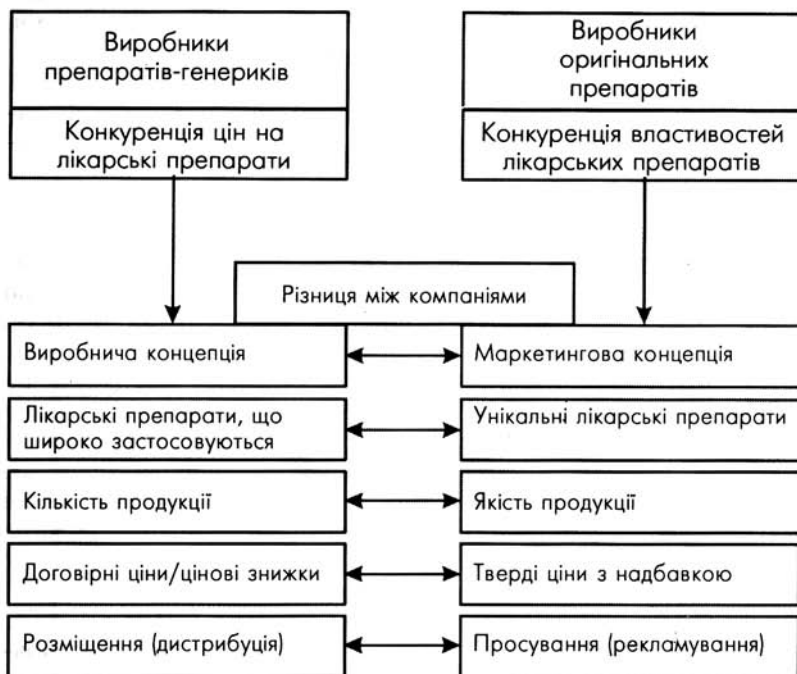 Виробники
препаратів-генериків
Конкуренція цін на
лікарські препарати
Виробники
оригінальних
препаратів
Конкуренція властивостей
лікарських препаратів
Різниця між компаніями
Виробнича концепція
Маркетингова концепція
Лікарські препарати, що
широко застосовуються
Унікальні лікарські препарати
Кількість продукції
Якість продукції
Договірні ціни/цінові знижки
Тверді ціни з надбавкою
Розміщення (дистрибуція)
Просування (рекламування)